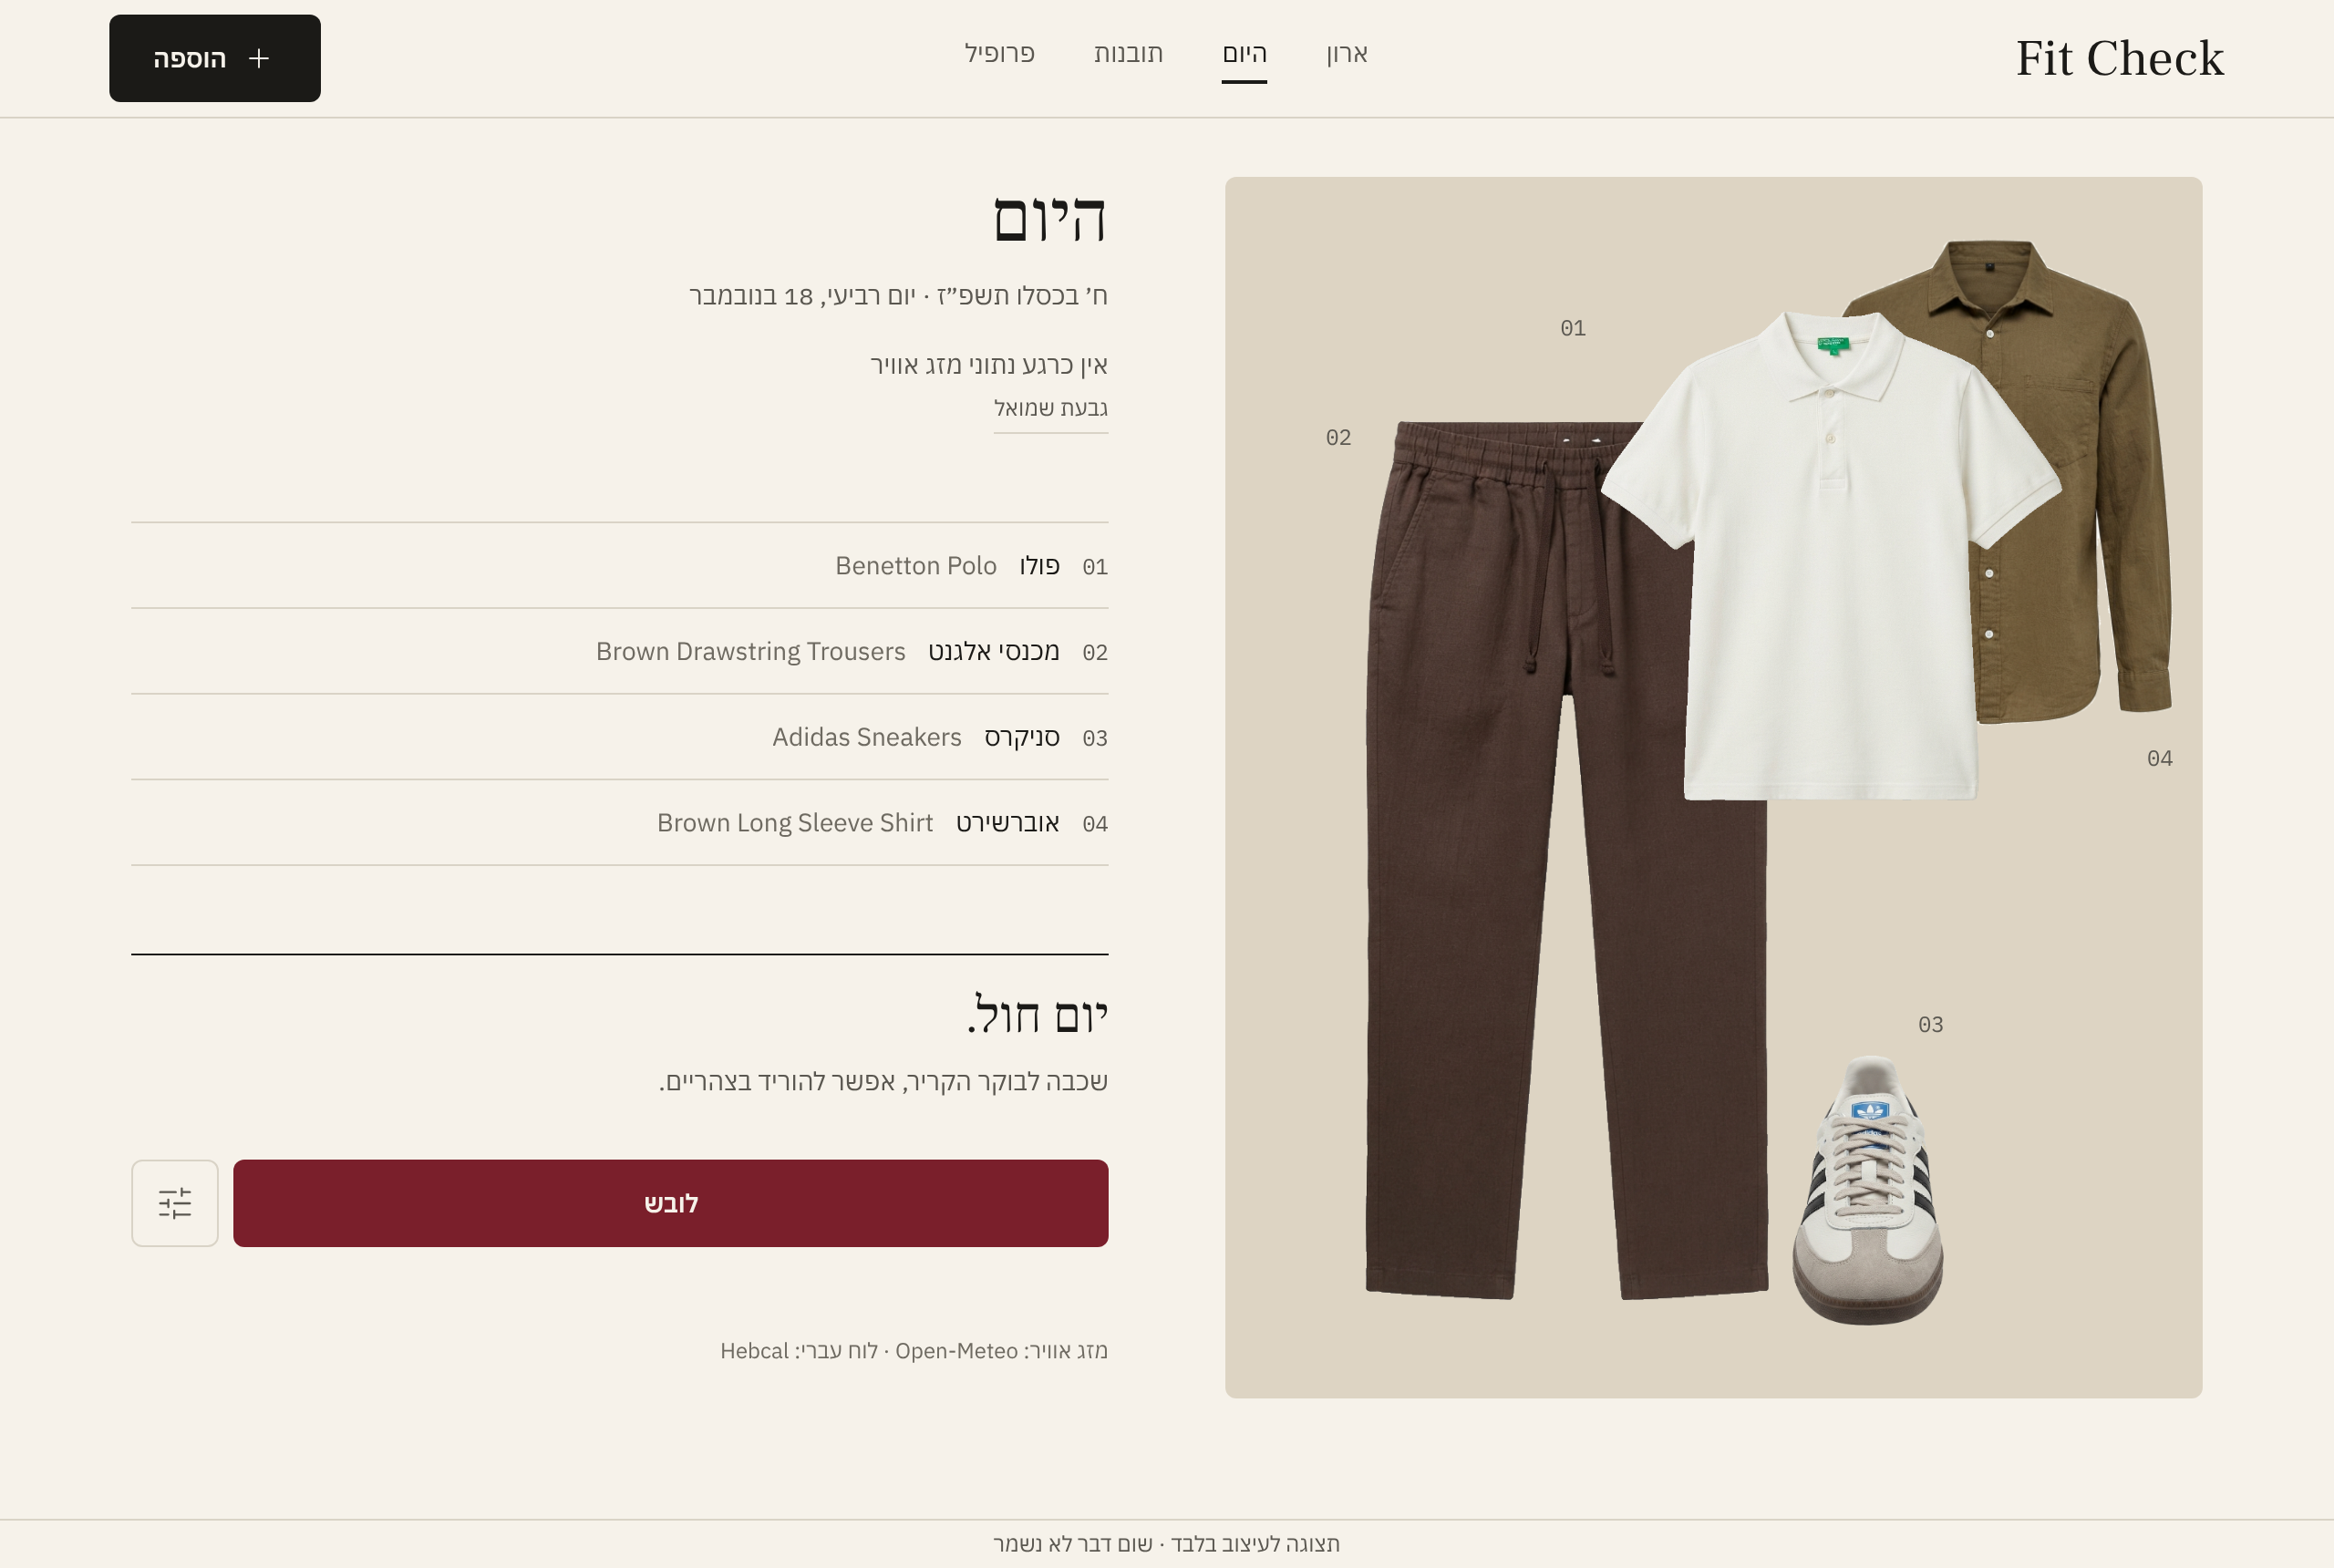 Fit Check
ארון
היום
תובנות
פרופיל
הוספה
היום
ח׳ בכסלו תשפ״ז · יום רביעי, 18 בנובמבר
אין כרגע נתוני מזג אוויר
גבעת שמואל
01 פולו Benetton Polo
02 מכנסי אלגנט Brown Drawstring Trousers
03 סניקרס Adidas Sneakers
04 אוברשירט Brown Long Sleeve Shirt
יום חול.
שכבה לבוקר הקריר, אפשר להוריד בצהריים.
לובש
מזג אוויר: Open-Meteo · לוח עברי: Hebcal
01
02
04
03
תצוגה לעיצוב בלבד · שום דבר לא נשמר